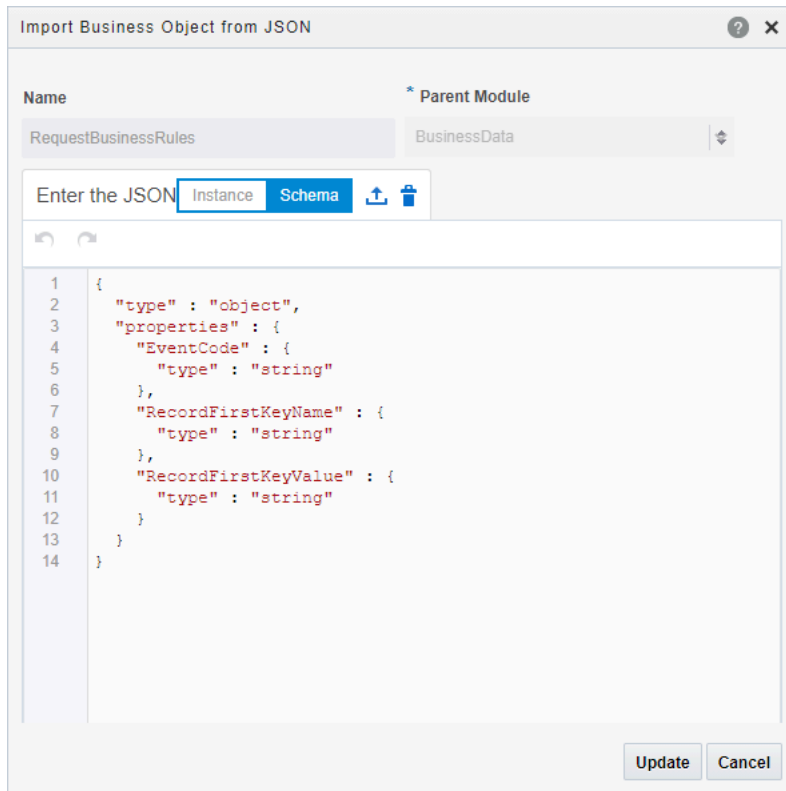 Import Business Object from JSON
Name
* Parent Module
RequestBusinessRules
BusinessData
Enter the JSON Instance Schema
1 {
2   "type" : "object",
3   "properties" : {
4     "EventCode" : {
5       "type" : "string"
6     },
7     "RecordFirstKeyName" : {
8       "type" : "string"
9     },
10     "RecordFirstKeyValue" : {
11       "type" : "string"
12     }
13   }
14 }
Update Cancel